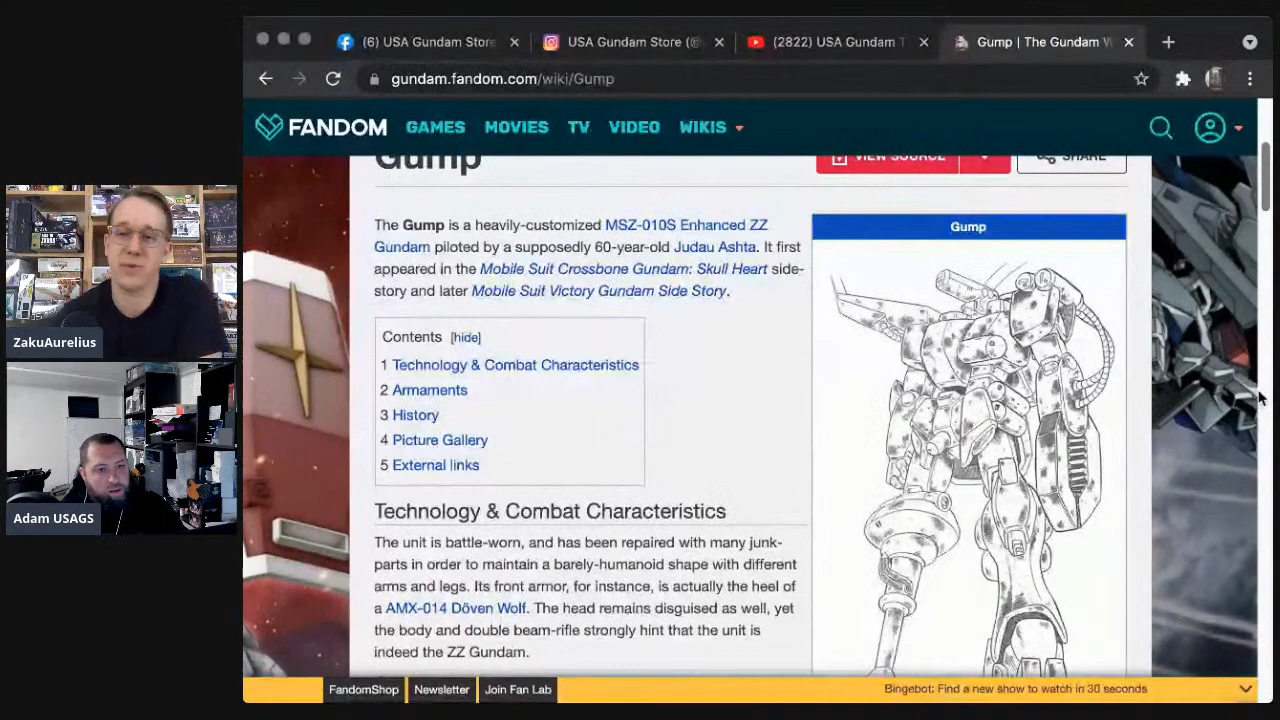 (6) USA Gundam Store
USA Gundam Store (@
(2822) USA Gundam T
Gump | The Gundam W
gundam.fandom.com/wiki/Gump
FANDOM GAMES MOVIES TV VIDEO WIKIS
Gump
VIEW SOURCE
SHARE
The Gump is a heavily-customized MSZ-010S Enhanced ZZ
Gundam piloted by a supposedly 60-year-old Judau Ashta. It first
appeared in the Mobile Suit Crossbone Gundam: Skull Heart side-
story and later Mobile Suit Victory Gundam Side Story.
Gump
Contents [hide]
1 Technology & Combat Characteristics
2 Armaments
3 History
4 Picture Gallery
5 External links
Technology & Combat Characteristics
The unit is battle-worn, and has been repaired with many junk-
parts in order to maintain a barely-humanoid shape with different
arms and legs. Its front armor, for instance, is actually the heel of
a AMX-014 Döven Wolf. The head remains disguised as well, yet
the body and double beam-rifle strongly hint that the unit is
indeed the ZZ Gundam.
FandomShop
Newsletter
Join Fan Lab
Bingebot: Find a new show to watch in 30 seconds
ZakuAurelius
Adam USAGS